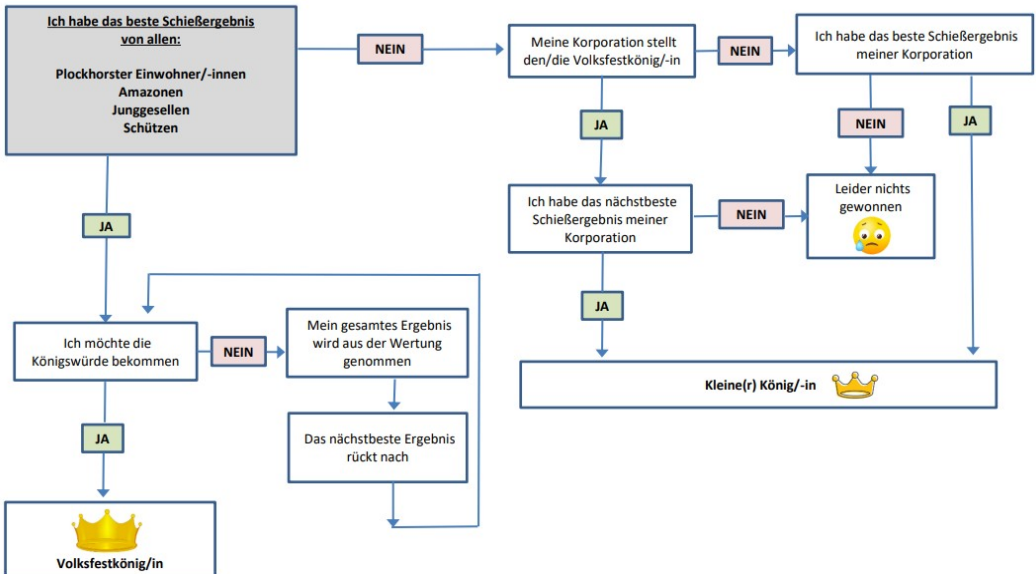 Ich habe das beste Schießergebnis
von allen:
Plockhorster Einwohner/-innen
Amazonen
Junggesellen
Schützen
NEIN
Meine Korporation stellt
den/die Volksfestkönig/-in
NEIN
Ich habe das beste Schießergebnis
meiner Korporation
JA
NEIN
JA
Ich habe das nächstbeste
Schießergebnis meiner
Korporation
NEIN
Leider nichts
gewonnen
JA
Kleine(r) König/-in
JA
Ich möchte die
Königswürde bekommen
NEIN
Mein gesamtes Ergebnis
wird aus der Wertung
genommen
Das nächstbeste Ergebnis
rückt nach
JA
Volksfestkönig/in